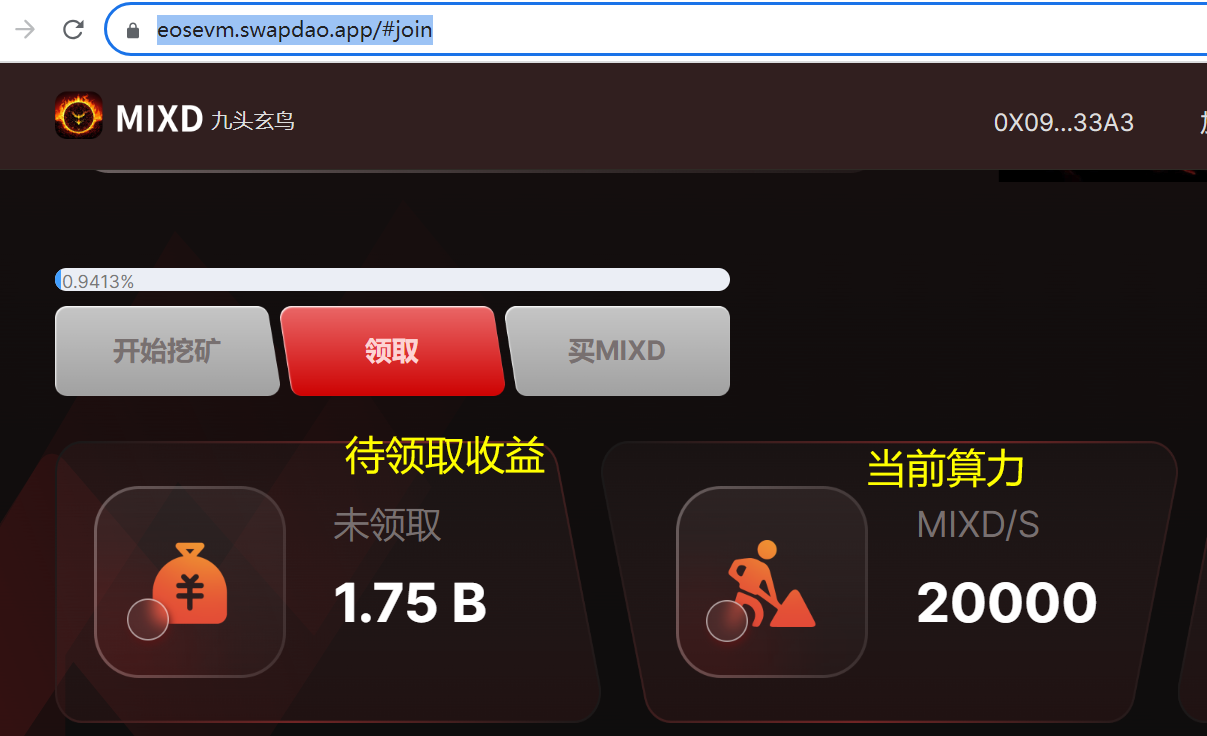 eosevm.swapdao.app/#join
MIXD 九头玄鸟
0X09...33A3
0.9413%
开始挖矿
领取
买MIXD
待领取收益
未领取
1.75 B
当前算力
MIXD/S
20000